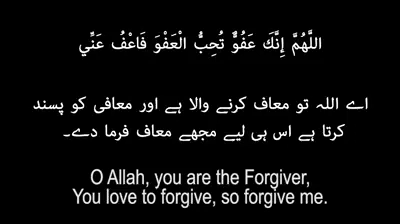 اللَّهُمَّ إِنَّكَ عَفُوٌّ تُحِبُّ الْعَفْوَ فَاعْفُ عَنِّي
اے اللہ تو معاف کرنے والا ہے اور معافی کو پسند
کرتا ہے اس ہی لیے مجھے معاف فرما دے۔
O Allah, you are the Forgiver,
You love to forgive, so forgive me.